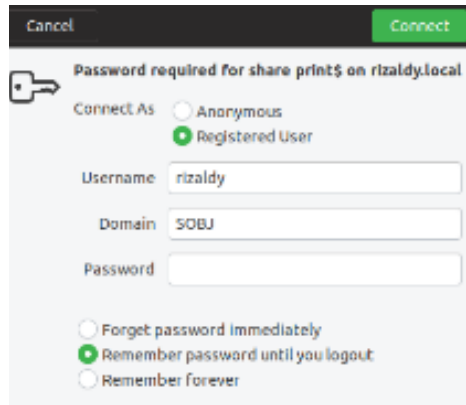 Cancel
Connect
Password required for share print$ on rizaldy.local
Connect As
Anonymous
Registered User
Username rizaldy
Domain SOBJ
Password
Forget password immediately
Remember password until you logout
Remember forever